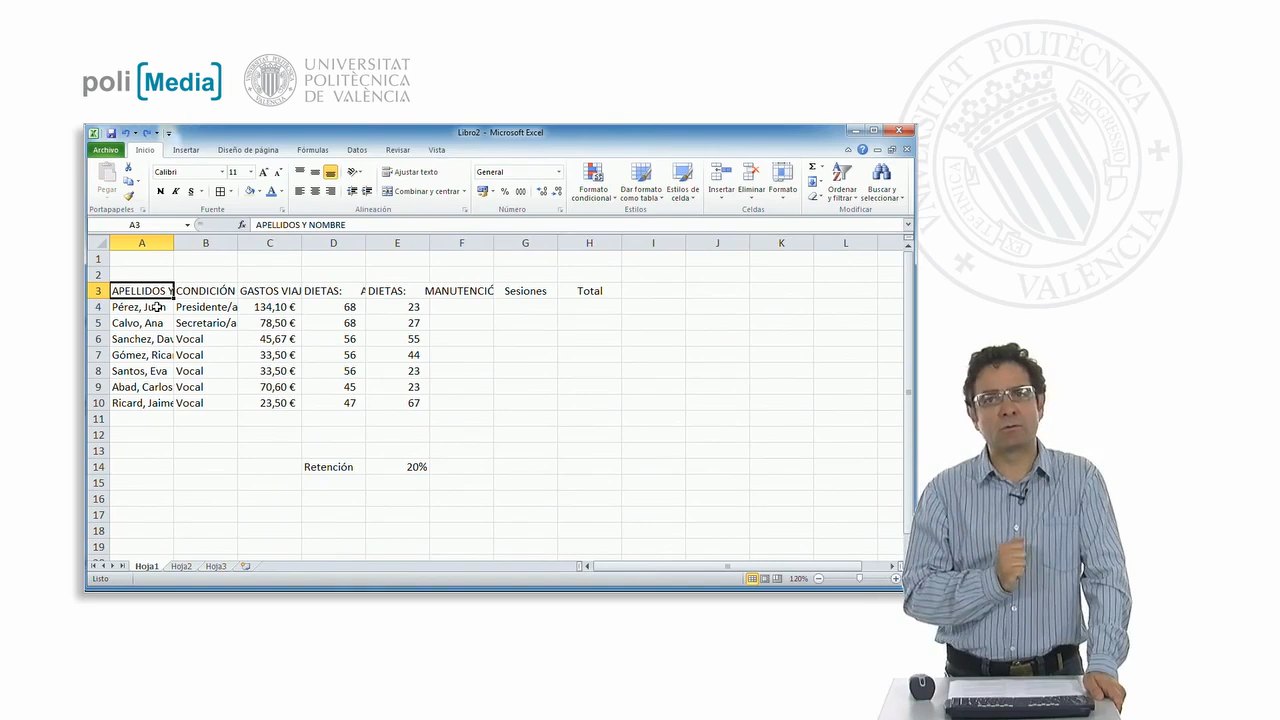 poli [Media]
UNIVERSITAT
POLITÈCNICA
DE VALÈNCIA
UNIVERSITAT POLITÈCNICA DE VALÈNCIA
PROGRESSIO
Libro2 - Microsoft Excel
Archivo Inicio Insertar Diseño de página Fórmulas Datos Revisar Vista
Pegar
Calibri 11
N K S
Ajustar texto
Combinar y centrar
General
% 000
Formato condicional
Dar formato como tabla
Estilos de celda
Insertar Eliminar Formato
Ordenar y filtrar
Buscar y seleccionar
Portapapeles Fuente Alineación Número Estilos Celdas Modificar
A3 fx APELLIDOS Y NOMBRE
A B C D E F G H I J K L
1
2
3 APELLIDOS Y CONDICIÓN GASTOS VIAJ DIETAS: A DIETAS: MANUTENCIÓ Sesiones Total
4 Pérez, Juan Presidente/a 134,10 € 68 23
5 Calvo, Ana Secretario/a 78,50 € 68 27
6 Sanchez, Dav Vocal 45,67 € 56 55
7 Gómez, Rica Vocal 33,50 € 56 44
8 Santos, Eva Vocal 33,50 € 56 23
9 Abad, Carlos Vocal 70,60 € 45 23
10 Ricard, Jaime Vocal 23,50 € 47 67
11
12
13
14 Retención 20%
15
16
17
18
19
Hoja1 Hoja2 Hoja3
Listo 120%